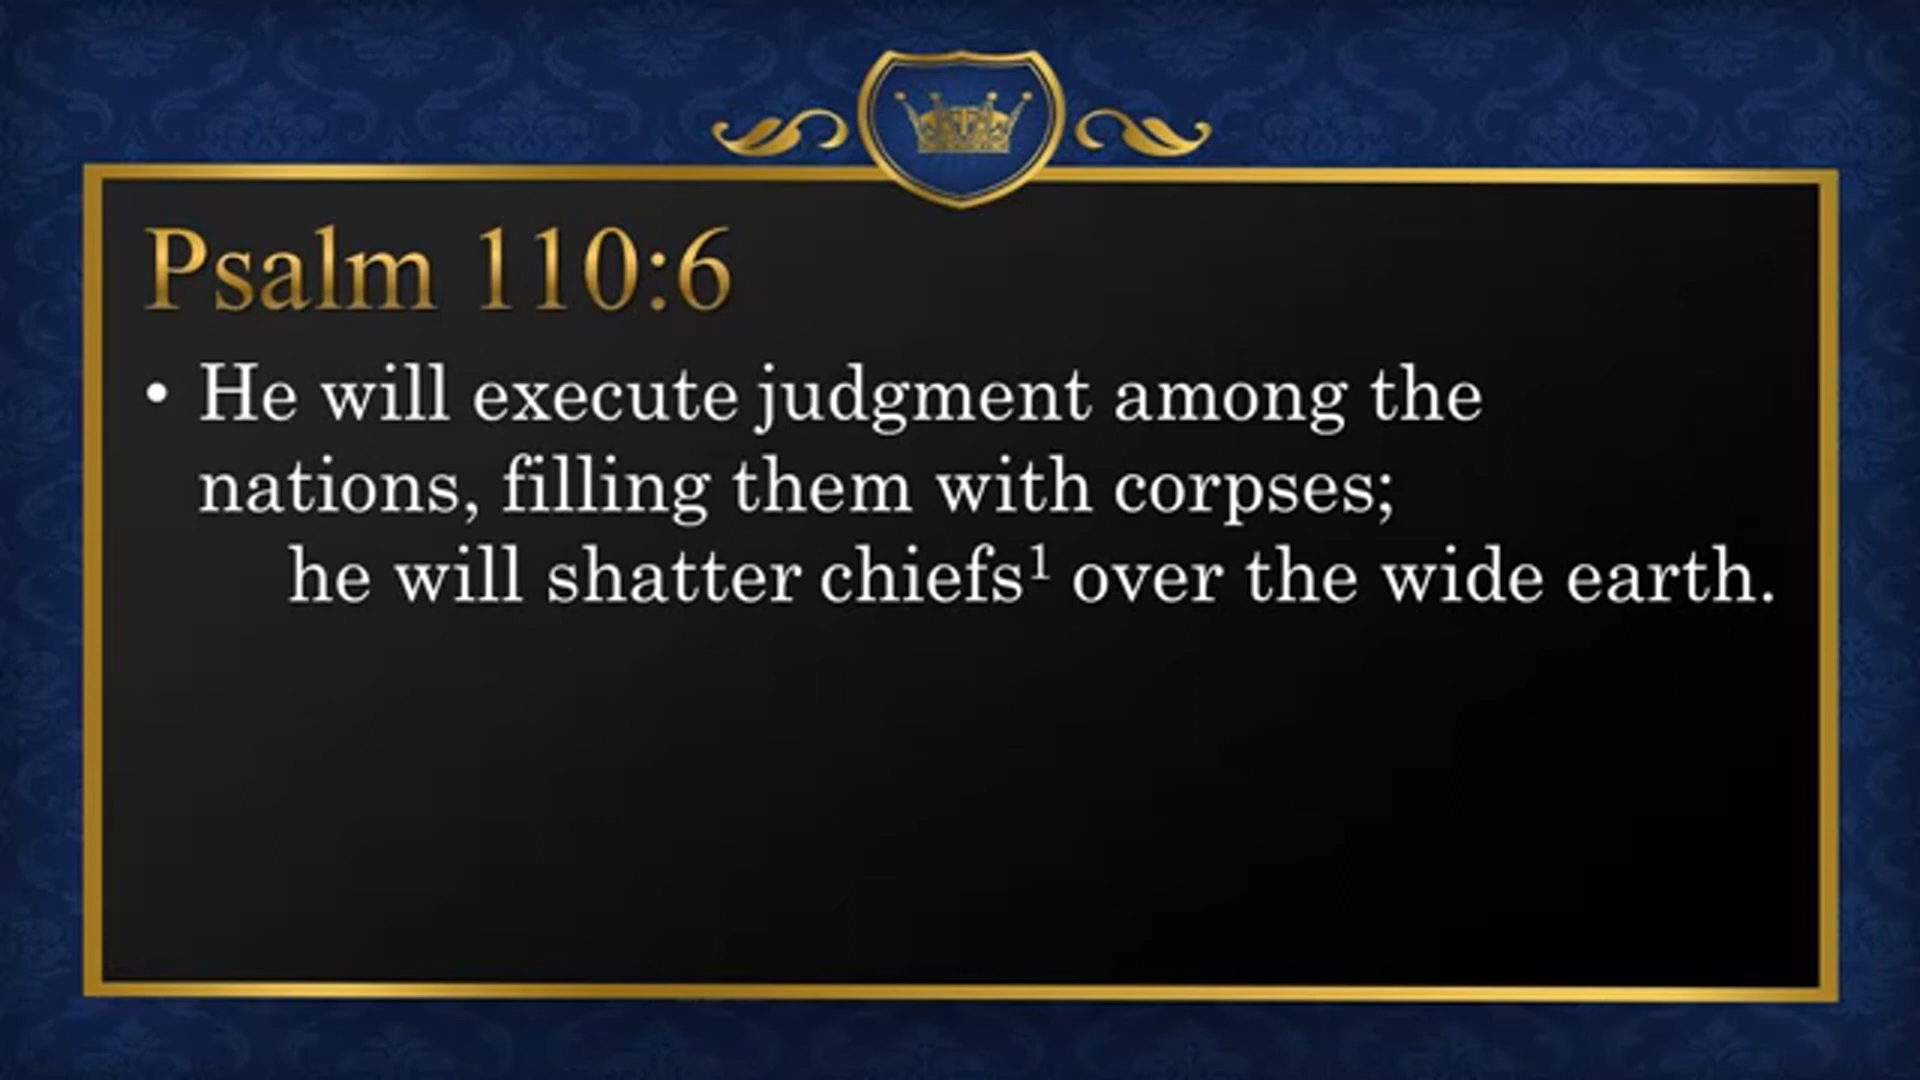 Psalm 110:6
• He will execute judgment among the
nations, filling them with corpses;
he will shatter chiefs¹ over the wide earth.